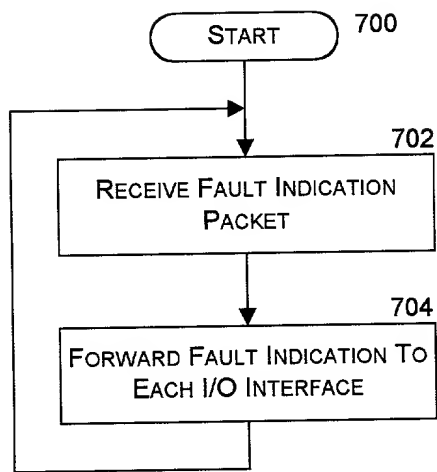 START
700
702
RECEIVE FAULT INDICATION
PACKET
704
FORWARD FAULT INDICATION TO
EACH I/O INTERFACE